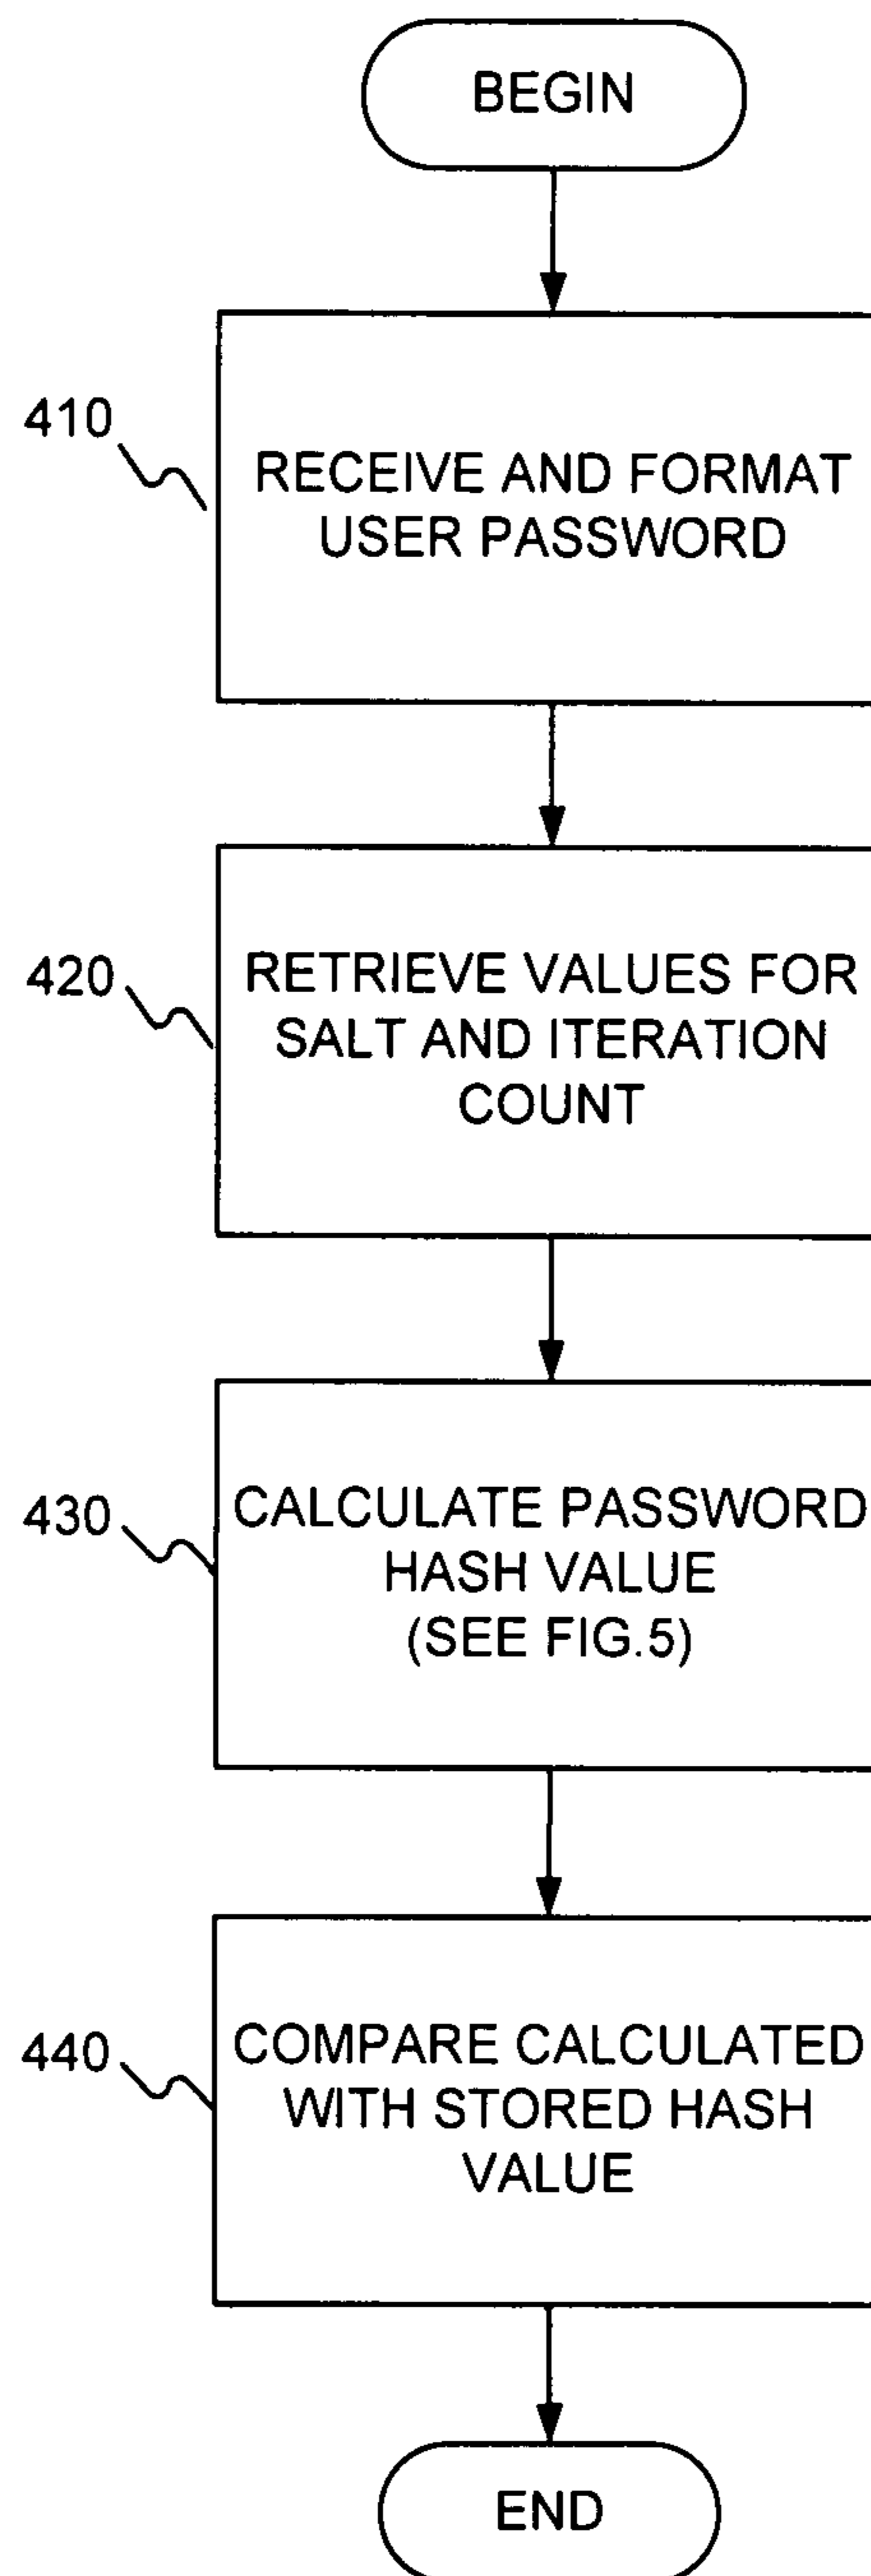 BEGIN
410
RECEIVE AND FORMAT
USER PASSWORD
420
RETRIEVE VALUES FOR
SALT AND ITERATION
COUNT
430
CALCULATE PASSWORD
HASH VALUE
(SEE FIG.5)
440
COMPARE CALCULATED
WITH STORED HASH
VALUE
END